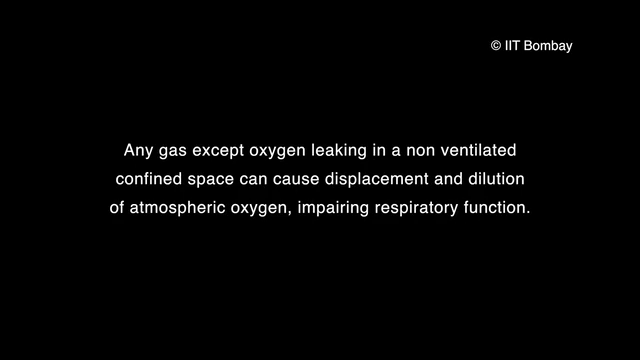 © IIT Bombay
Any gas except oxygen leaking in a non ventilated
confined space can cause displacement and dilution
of atmospheric oxygen, impairing respiratory function.